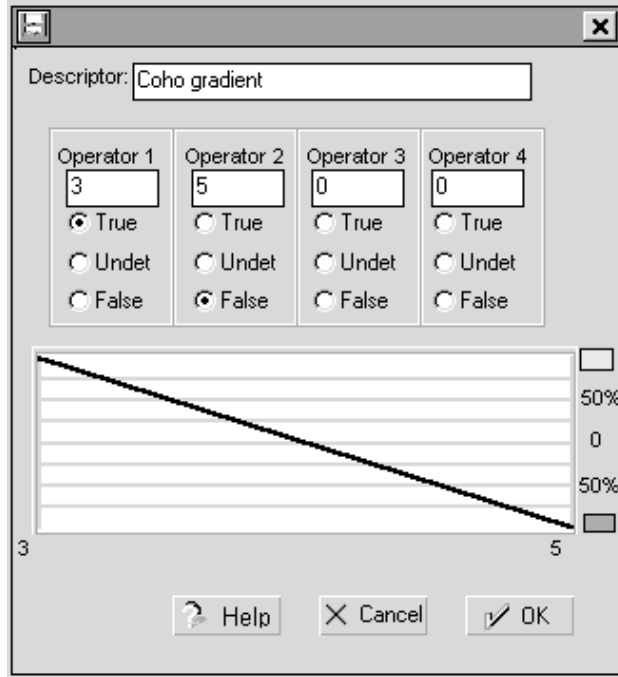 Descriptor: Coho gradient
Operator 1 Operator 2 Operator 3 Operator 4
3 5 0 0
True True True True
Undet Undet Undet Undet
False False False False
50%
0
50%
3 5
Help Cancel OK